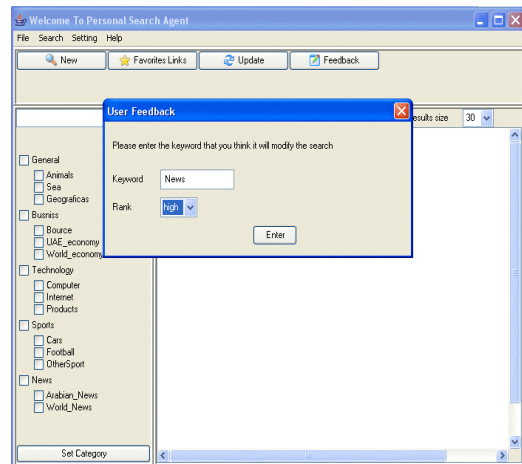 Welcome To Personal Search Agent
File Search Setting Help
New Favorites Links Update Feedback
User Feedback
esults size 30
Please enter the keyword that you think it will modify the search
Keyword News
Rank high
Enter
General
Animals
Sea
Geograficas
Busniss
Bource
UAE_economy
World_economy
Technology
Computer
Internet
Products
Sports
Cars
Football
OtherSport
News
Arabian_News
World_News
Set Category